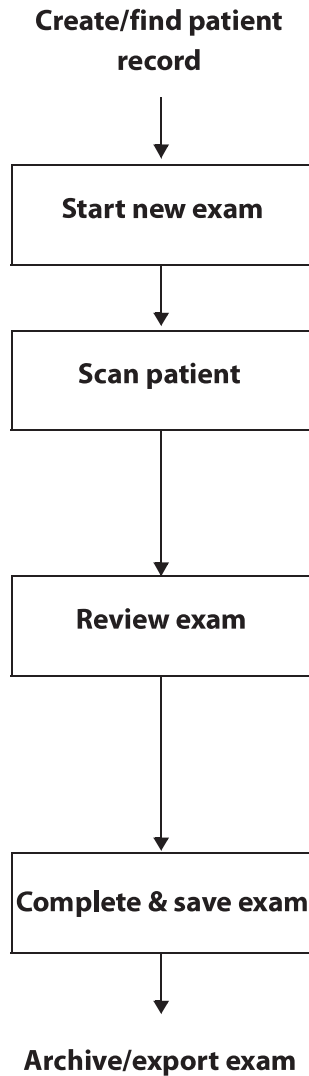 Create/find patient
record
Start new exam
Scan patient
Review exam
Complete & save exam
Archive/export exam